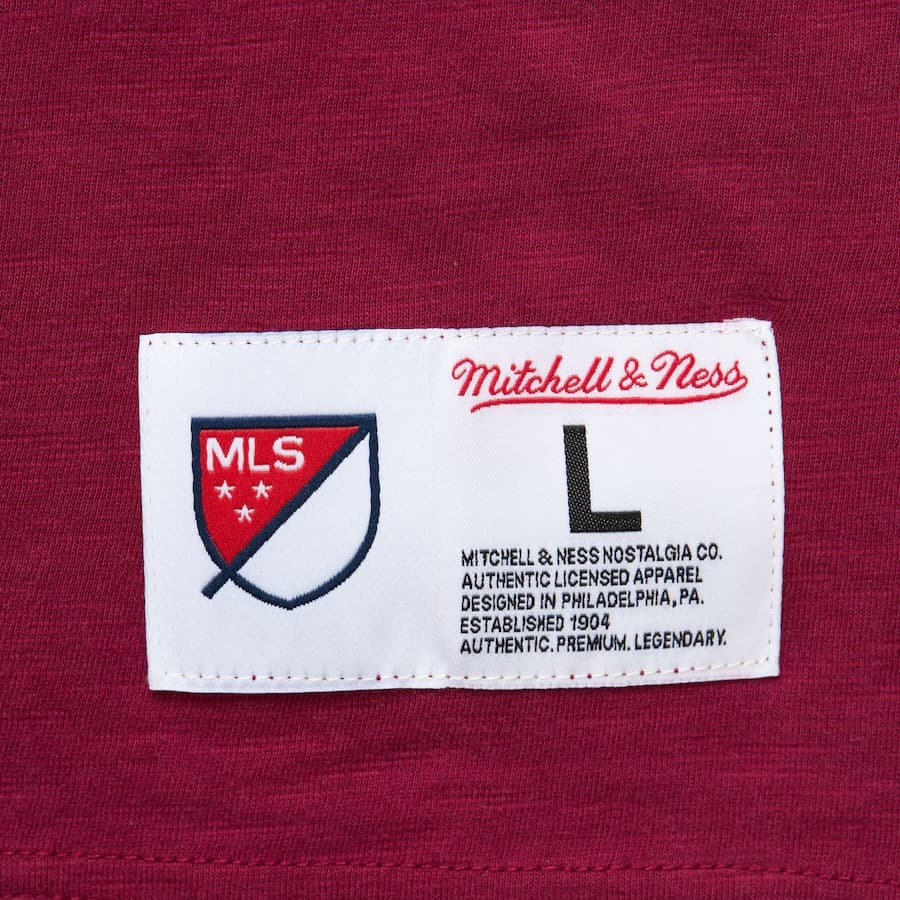 MLS
Mitchell & Ness
L
MITCHELL & NESS NOSTALGIA CO.
AUTHENTIC LICENSED APPAREL
DESIGNED IN PHILADELPHIA, PA.
ESTABLISHED 1904
AUTHENTIC. PREMIUM. LEGENDARY.